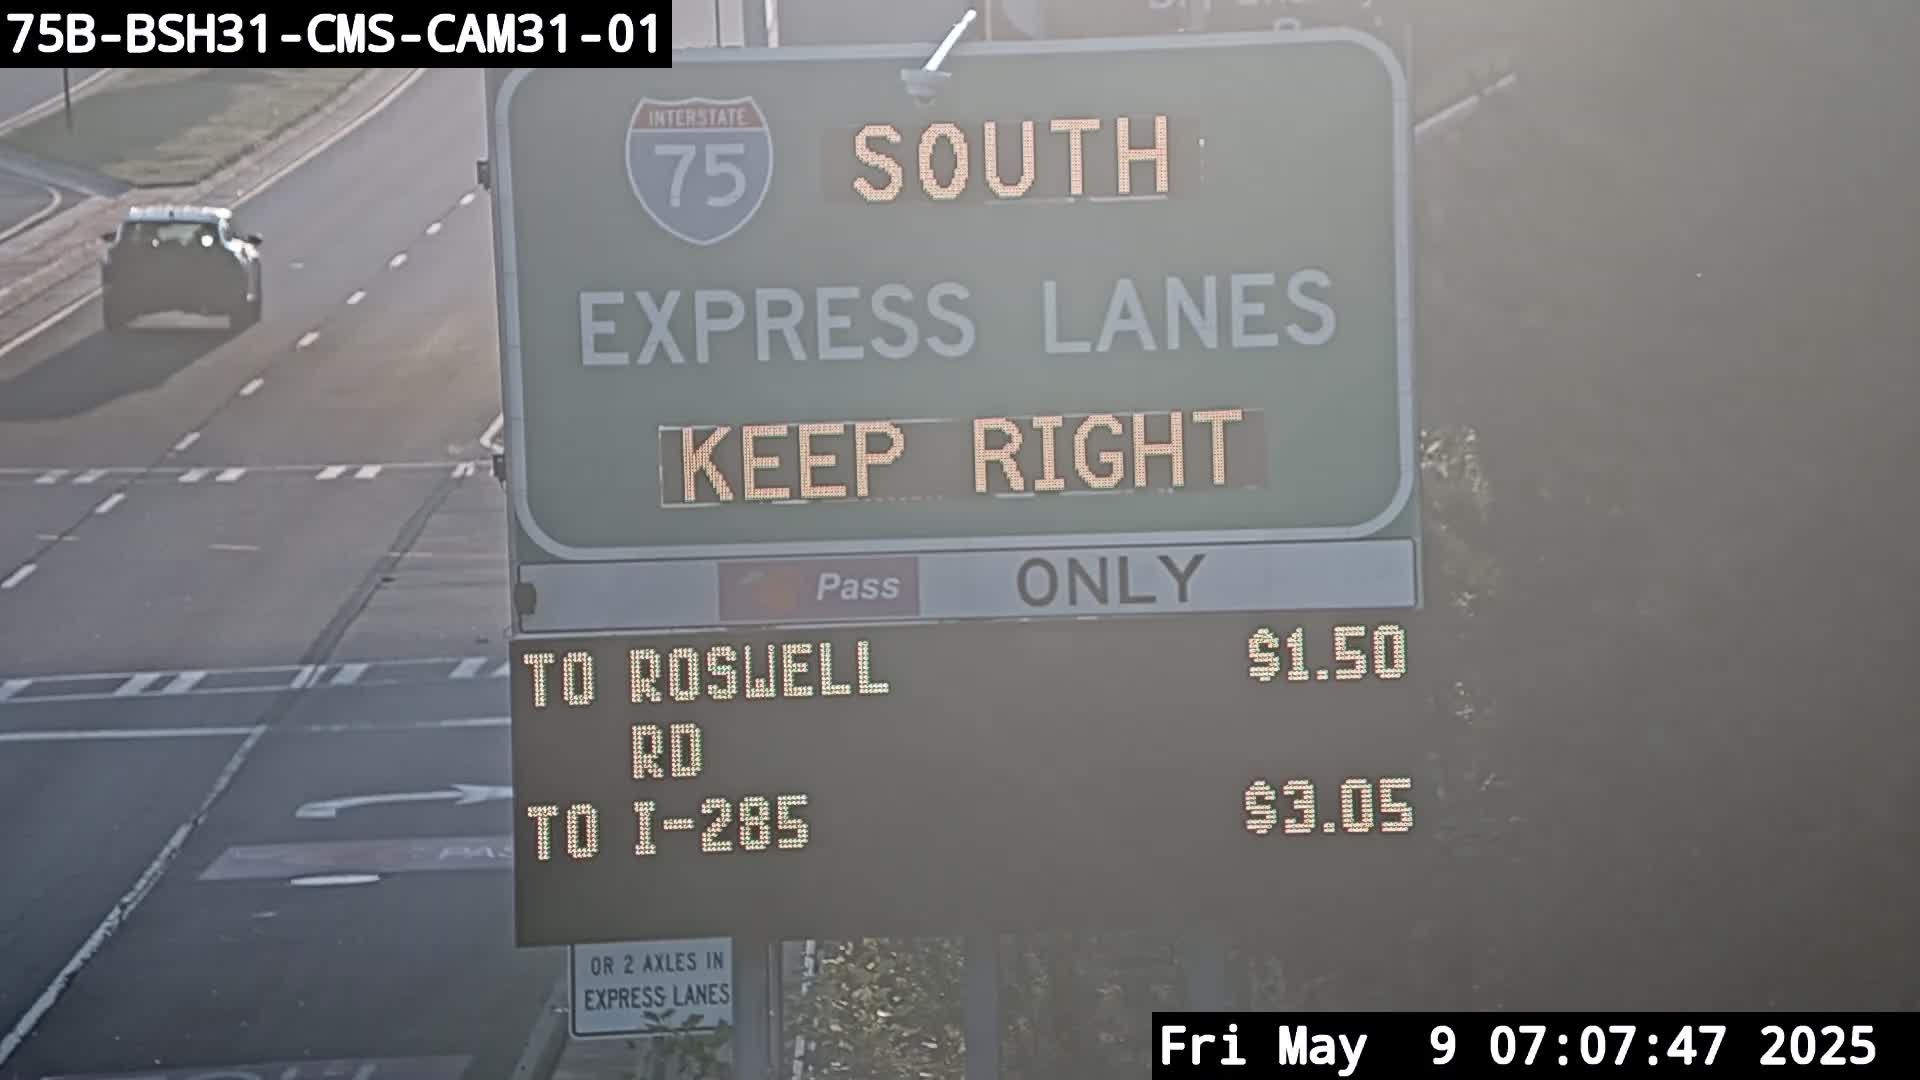 75B-BSH31-CMS-CAM31-01
INTERSTATE
75
SOUTH
EXPRESS LANES
KEEP RIGHT
Pass ONLY
TO ROSWELL $1.50
RD
TO I-285 $3.05
OR 2 AXLES IN
EXPRESS LANES
Fri May 9 07:07:47 2025